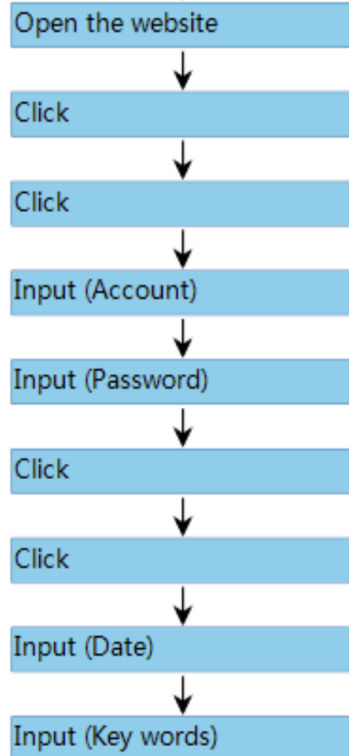 Open the website
Click
Click
Input (Account)
Input (Password)
Click
Click
Input (Date)
Input (Key words)